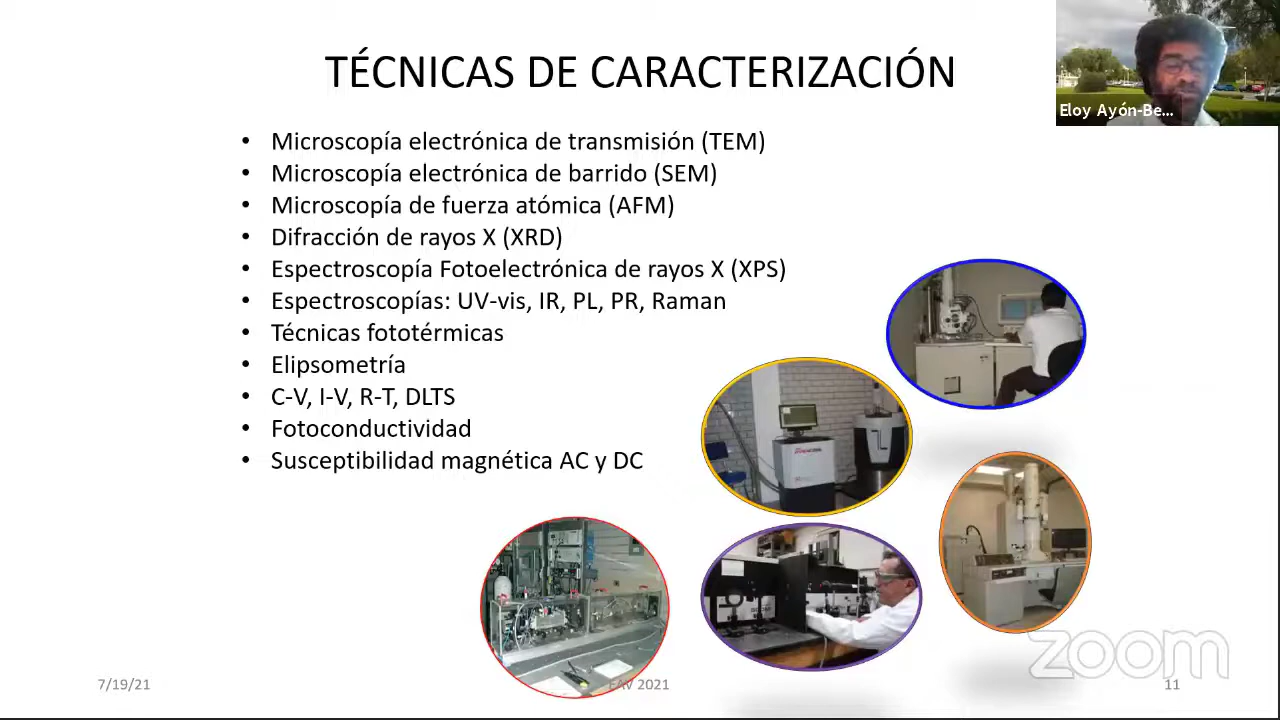 TÉCNICAS DE CARACTERIZACIÓN
Eloy Ayón-Be...
• Microscopía electrónica de transmisión (TEM)
• Microscopía electrónica de barrido (SEM)
• Microscopía de fuerza atómica (AFM)
• Difracción de rayos X (XRD)
• Espectroscopía Fotoelectrónica de rayos X (XPS)
• Espectroscopías: UV-vis, IR, PL, PR, Raman
• Técnicas fototérmicas
• Elipsometría
• C-V, I-V, R-T, DLTS
• Fotoconductividad
• Susceptibilidad magnética AC y DC
zoom
7/19/21
2021
11